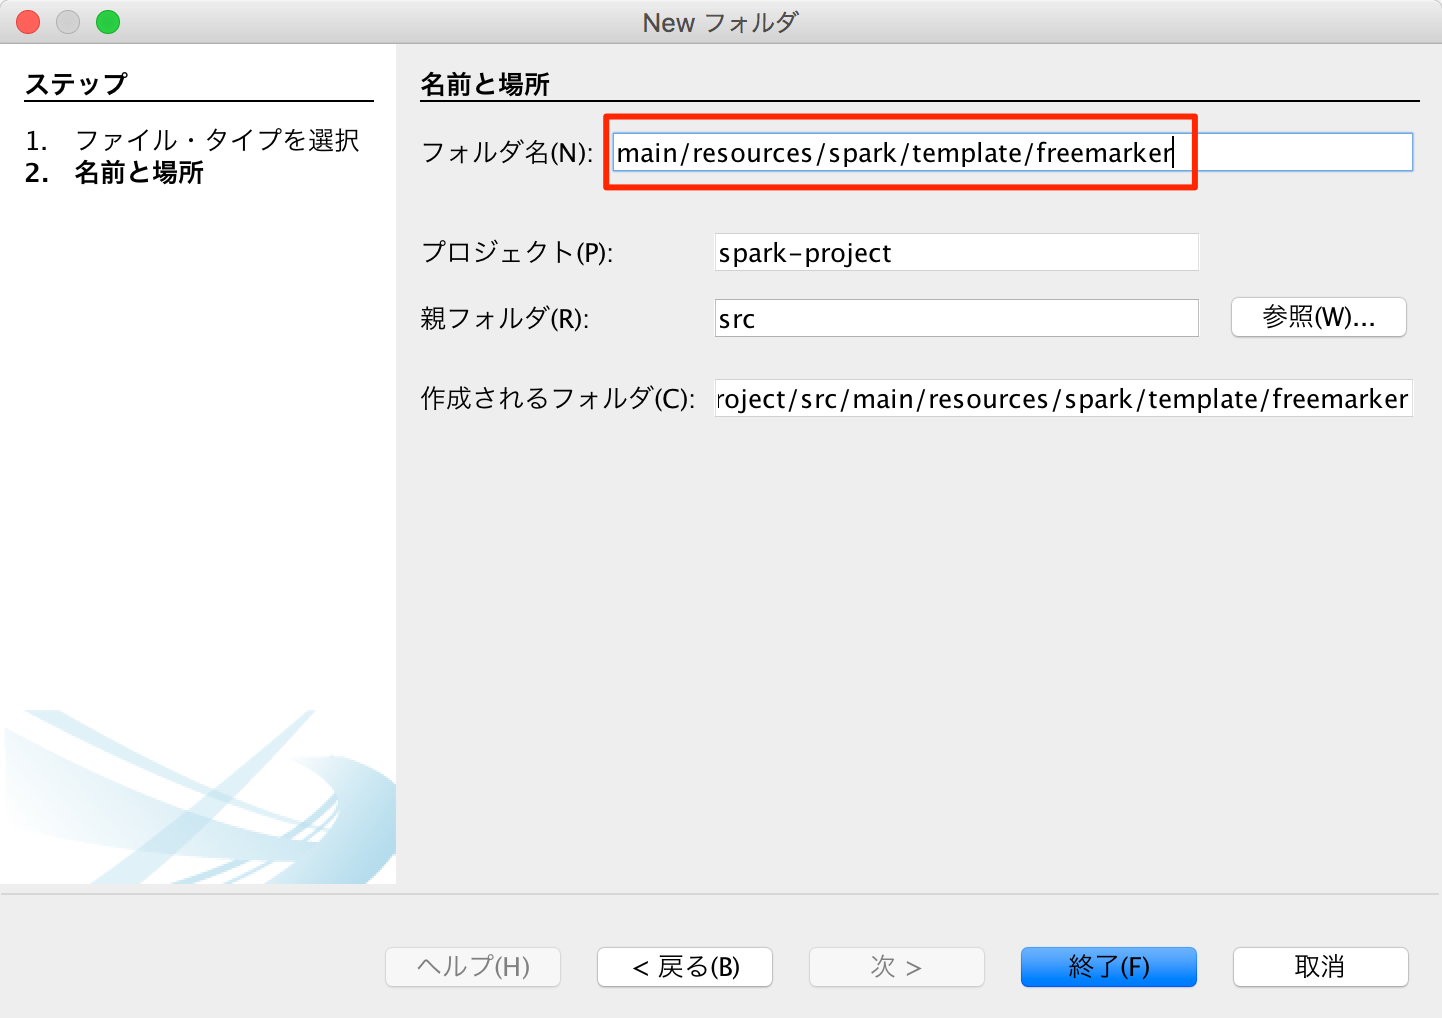 New フォルダ
ステップ
1. ファイル・タイプを選択
2. 名前と場所
名前と場所
フォルダ名(N): main/resources/spark/template/freemarker
プロジェクト(P): spark-project
親フォルダ(R): src 参照(W)...
作成されるフォルダ(C): roject/src/main/resources/spark/template/freemarker
ヘルプ(H) < 戻る(B) 次 > 終了(F) 取消